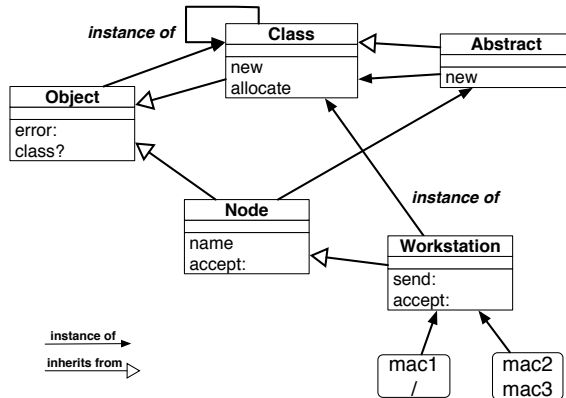 instance of
Class
new
allocate
Abstract
new
Object
error:
class?
instance of
Node
name
accept:
Workstation
send:
accept:
instance of
inherits from
mac1
/
mac2
mac3